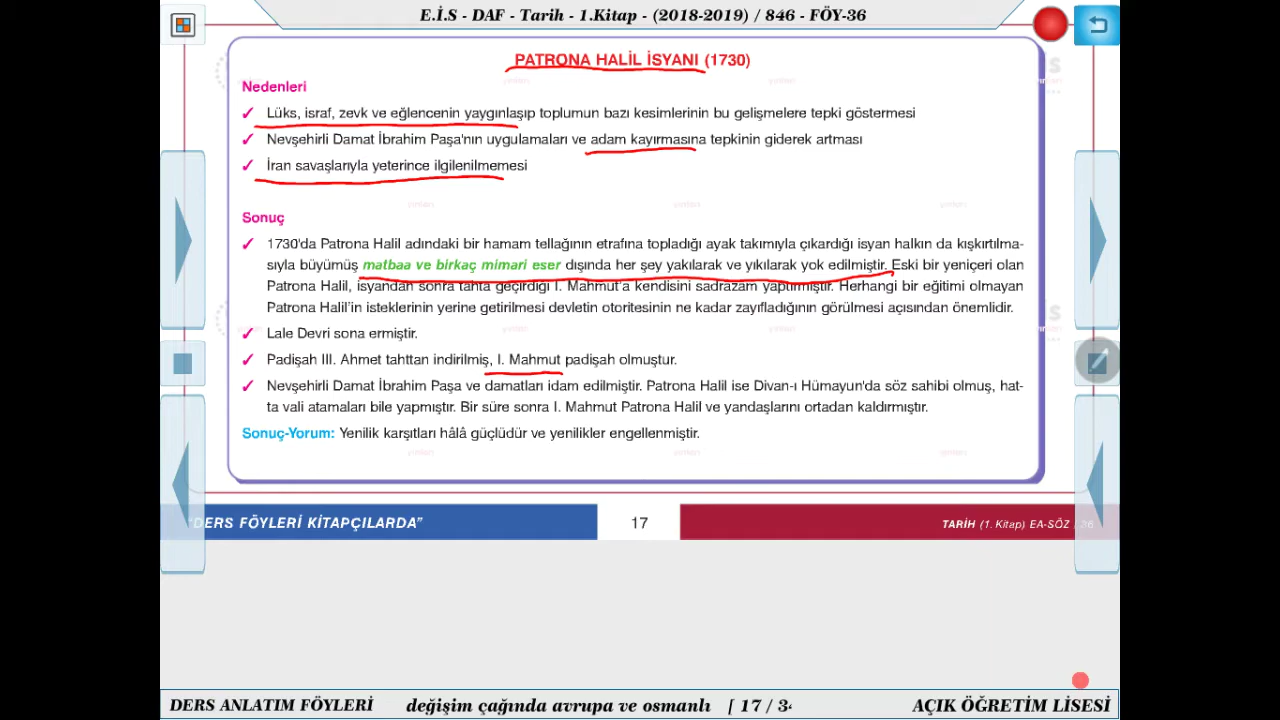 E.İ.S - DAF - Tarih - 1.Kitap - (2018-2019) / 846 - FÖY-36
PATRONA HALİL İSYANI (1730)
Nedenleri
✓ Lüks, israf, zevk ve eğlencenin yaygınlaşıp toplumun bazı kesimlerinin bu gelişmelere tepki göstermesi
✓ Nevşehirli Damat İbrahim Paşa'nın uygulamaları ve adam kayırmasına tepkinin giderek artması
✓ İran savaşlarıyla yeterince ilgilenilmemesi
Sonuç
✓ 1730'da Patrona Halil adındaki bir hamam tellağının etrafına topladığı ayak takımıyla çıkardığı isyan halkın da kışkırtılma-
sıyla büyümüş matbaa ve birkaç mimari eser dışında her şey yakılarak ve yıkılarak yok edilmiştir. Eski bir yeniçeri olan
Patrona Halil, isyandan sonra tahta geçirdiği I. Mahmut'a kendisini sadrazam yaptırmıştır. Herhangi bir eğitimi olmayan
Patrona Halil'in isteklerinin yerine getirilmesi devletin otoritesinin ne kadar zayıfladığının görülmesi açısından önemlidir.
✓ Lale Devri sona ermiştir.
✓ Padişah III. Ahmet tahttan indirilmiş, I. Mahmut padişah olmuştur.
✓ Nevşehirli Damat İbrahim Paşa ve damatları idam edilmiştir. Patrona Halil ise Divan-ı Hümayun'da söz sahibi olmuş, hat-
ta vali atamaları bile yapmıştır. Bir süre sonra I. Mahmut Patrona Halil ve yandaşlarını ortadan kaldırmıştır.
Sonuç-Yorum: Yenilik karşıtları hâlâ güçlüdür ve yenilikler engellenmiştir.
"DERS FÖYLERİ KİTAPÇILARDA"
17
TARİH (1. Kitap) EA-SÖZ / 36
DERS ANLATIM FÖYLERİ
değişim çağında avrupa ve osmanlı
[ 17 / 34
AÇIK ÖĞRETİM LİSESİ